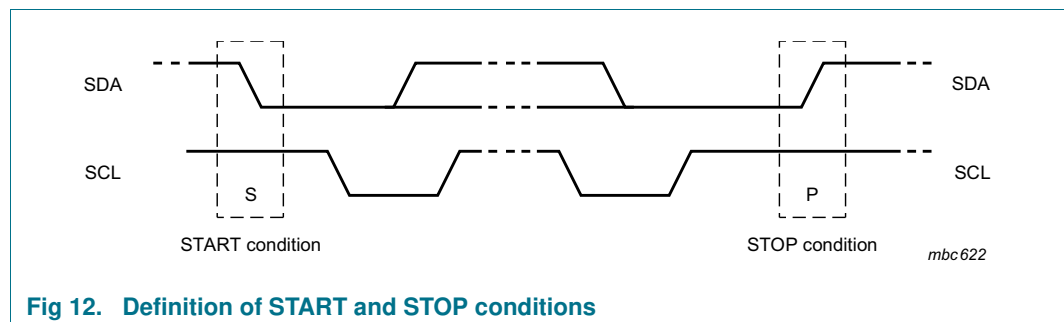 SDA SDA
SCL SCL
S P
START condition STOP condition
mbc622
Fig 12. Definition of START and STOP conditions